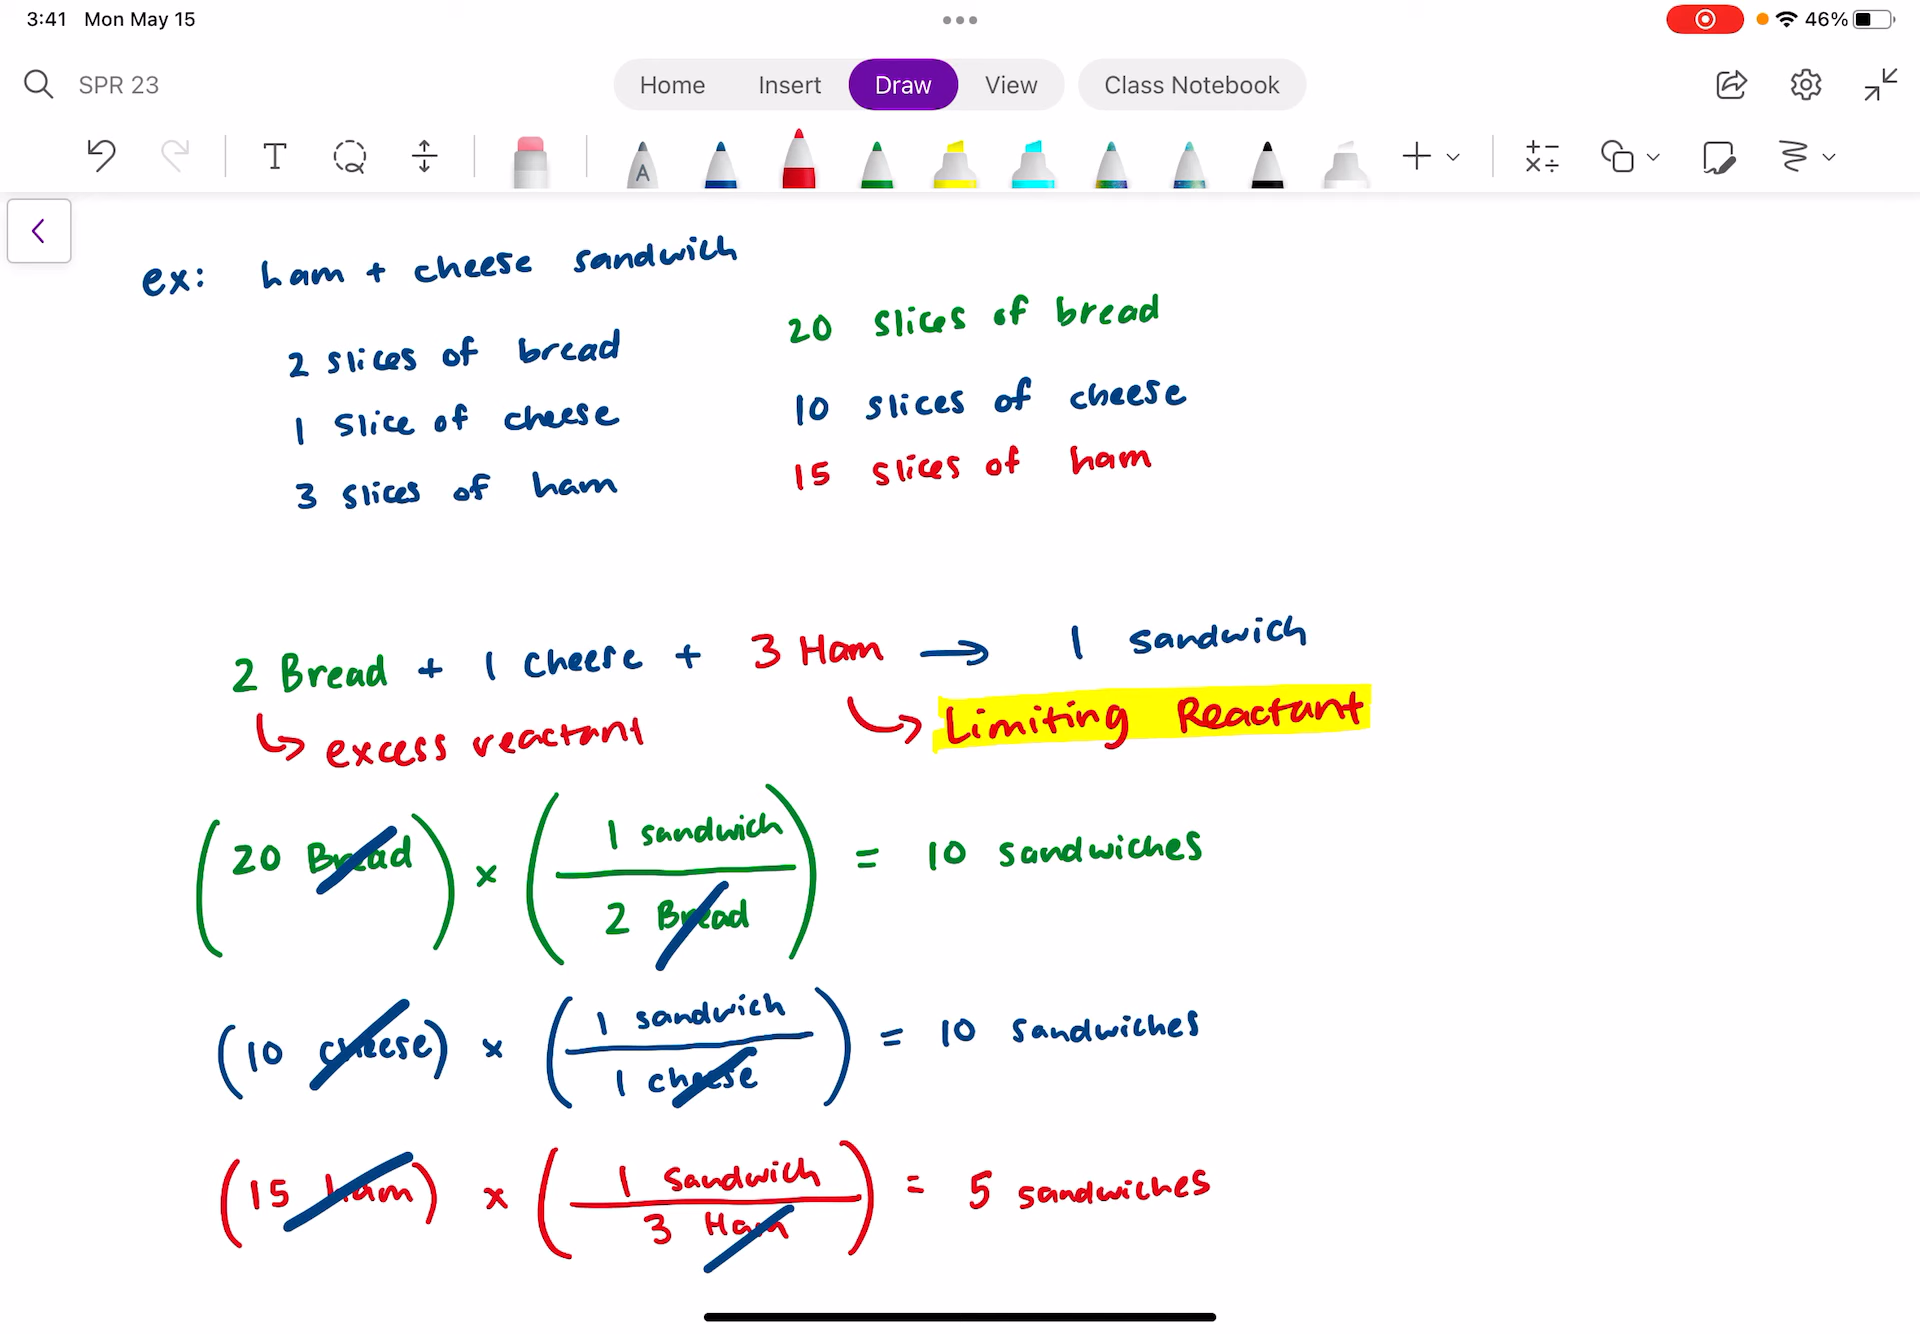 3:41 Mon May 15
46%
SPR 23
Home Insert Draw View Class Notebook
T A
ex: ham + cheese sandwich
2 slices of bread
1 slice of cheese
3 slices of ham
20 slices of bread
10 slices of cheese
15 slices of ham
2 Bread + 1 Cheese + 3 Ham → 1 sandwich
↳ excess reactant
↳ Limiting Reactant
(20 Bread) x (1 sandwich / 2 Bread) = 10 sandwiches
(10 cheese) x (1 sandwich / 1 cheese) = 10 sandwiches
(15 ham) x (1 Sandwich / 3 Ham) = 5 sandwiches